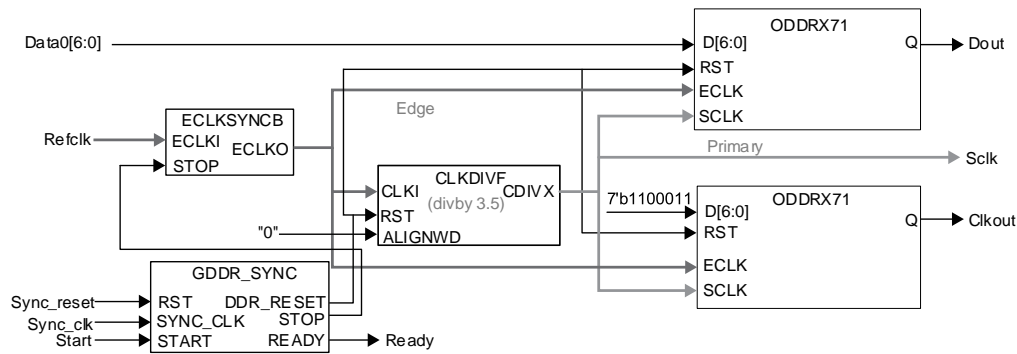 ODDRX71
Data0[6:0]
D[6:0]
Q
Dout
RST
ECLK
SCLK
Edge
ECLKSYNCB
Refclk
ECLKI
ECLKO
STOP
Primary
Sclk
CLKDIVF
CLKI
CDIVX
(divby 3.5)
RST
"0"
ALIGNWD
7'b1100011
ODDRX71
D[6:0]
Q
Clkout
RST
ECLK
SCLK
GDDR_SYNC
Sync_reset
RST
DDR_RESET
Sync_clk
SYNC_CLK
STOP
Start
START
READY
Ready